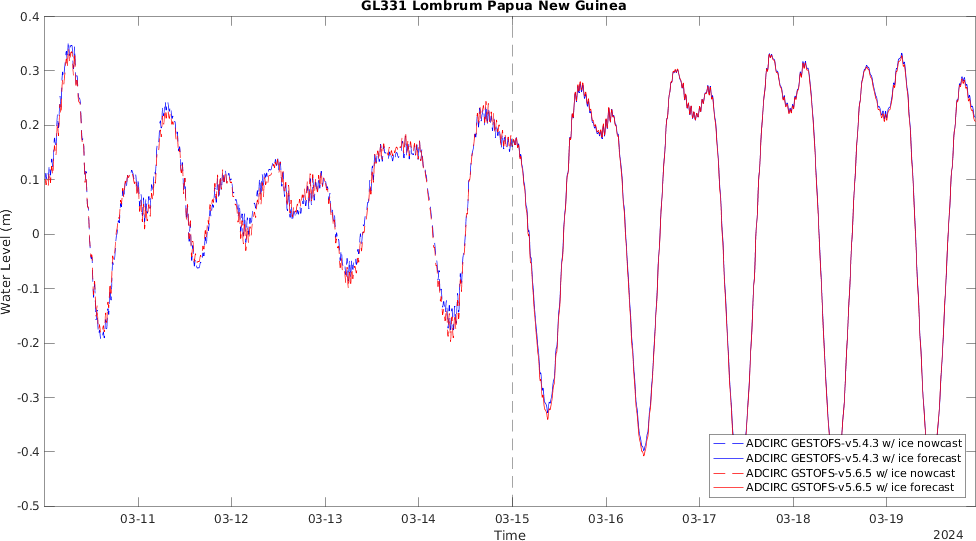 GL331 Lombrum Papua New Guinea
0.4
0.3
0.2
0.1
0
-0.1
-0.2
-0.3
-0.4
-0.5
Water Level (m)
ADCIRC GESTOFS-v5.4.3 w/ ice nowcast
ADCIRC GESTOFS-v5.4.3 w/ ice forecast
ADCIRC GSTOFS-v5.6.5 w/ ice nowcast
ADCIRC GSTOFS-v5.6.5 w/ ice forecast
03-11 03-12 03-13 03-14 03-15 03-16 03-17 03-18 03-19
Time
2024